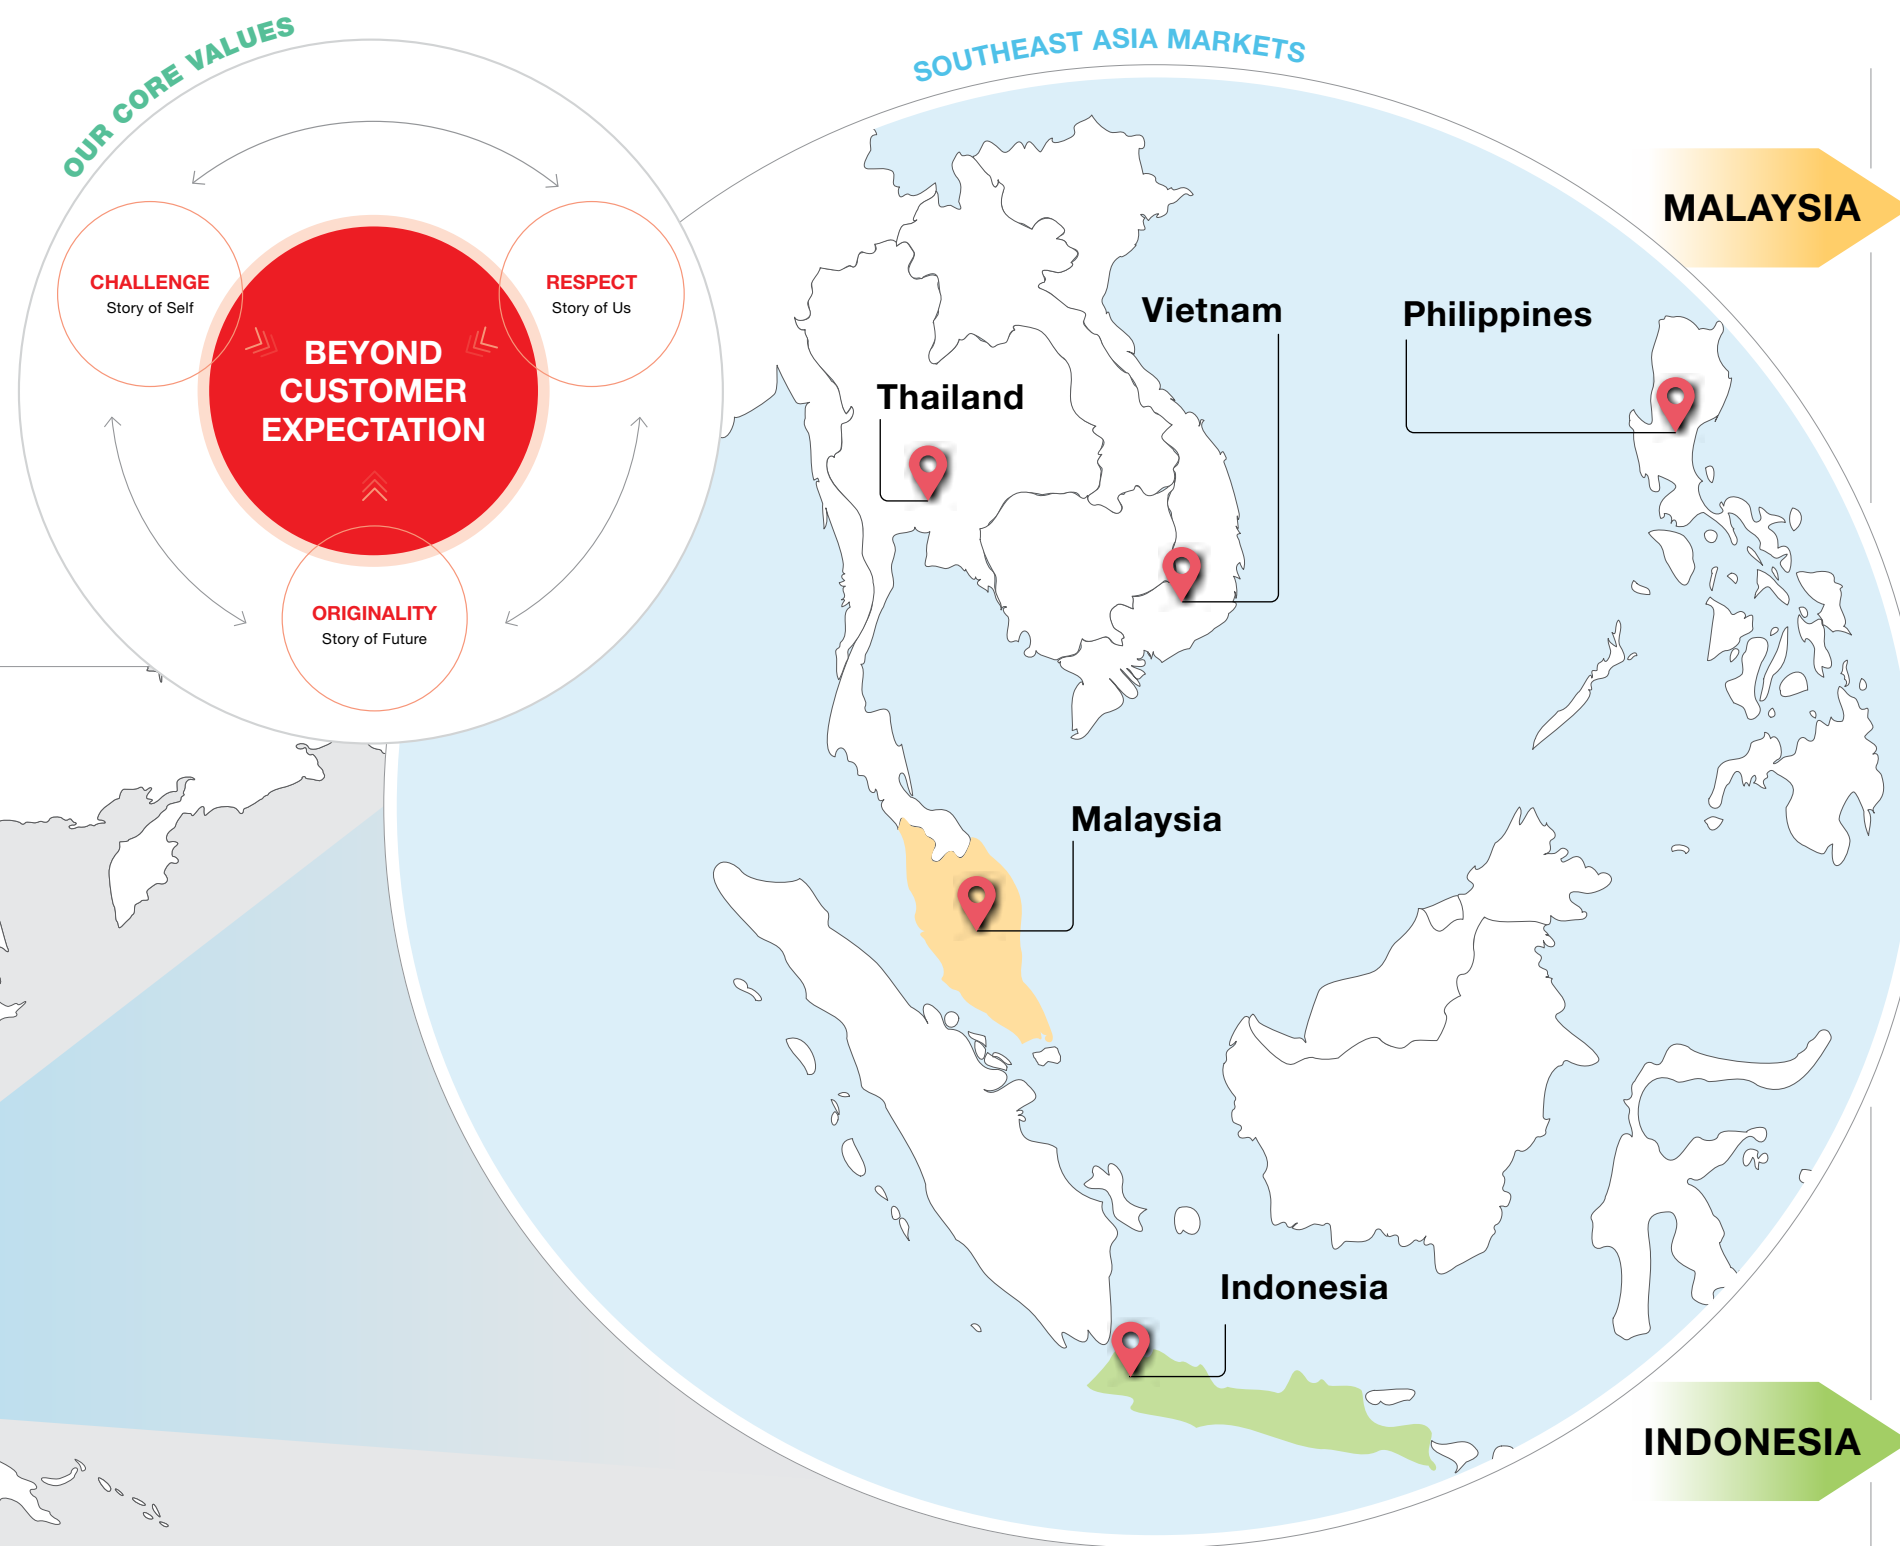 OUR CORE VALUES
CHALLENGE
Story of Self
RESPECT
Story of Us
BEYOND
CUSTOMER
EXPECTATION
ORIGINALITY
Story of Future
SOUTHEAST ASIA MARKETS
MALAYSIA
Vietnam
Philippines
Thailand
Malaysia
Indonesia
INDONESIA